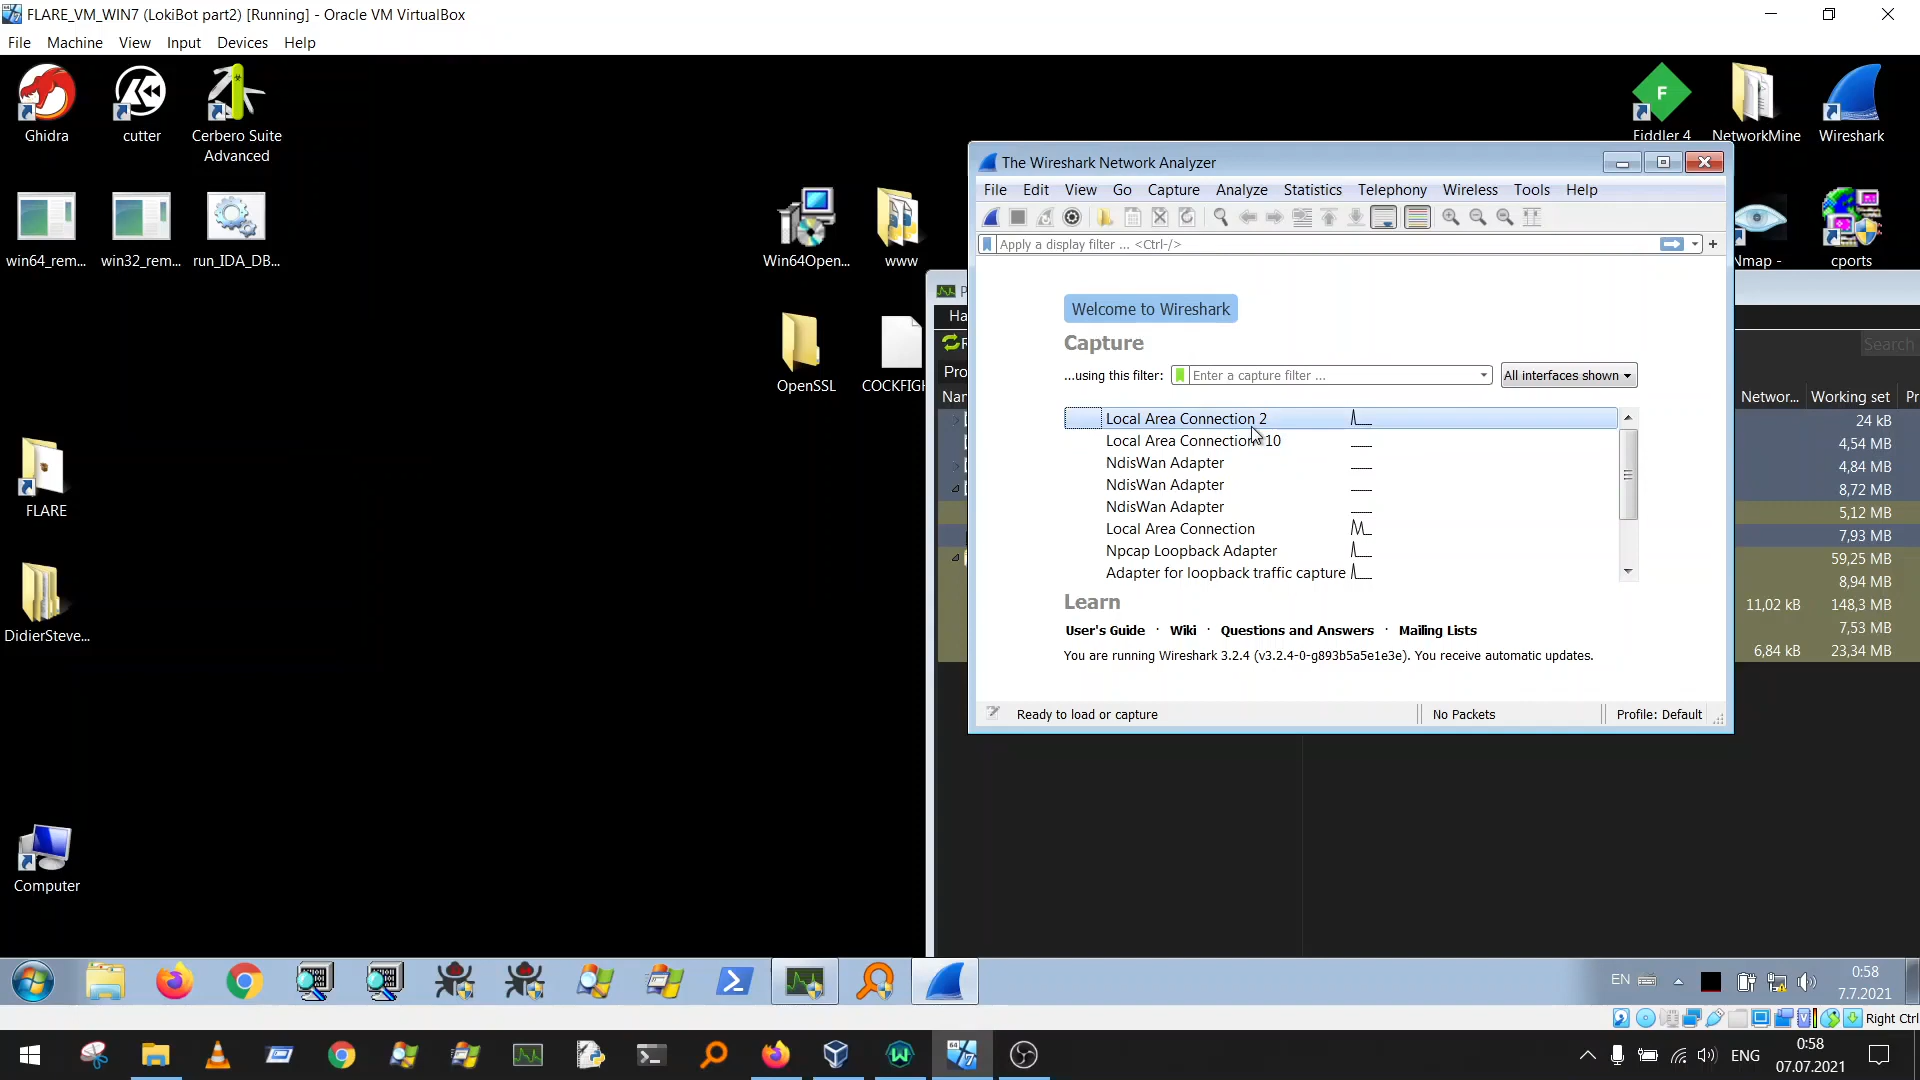 FLARE_VM_WIN7 (LokiBot part2) [Running] - Oracle VM VirtualBox
File Machine View Input Devices Help
Ghidra
cutter
Cerbero Suite
Advanced
Fiddler 4
NetworkMine
Wireshark
win64_rem...
win32_rem...
run_IDA_DB...
Win64Open...
www
Nmap -
cports
OpenSSL
COCKFIGH
FLARE
DidierSteve...
Computer
The Wireshark Network Analyzer
File Edit View Go Capture Analyze Statistics Telephony Wireless Tools Help
Apply a display filter ... <Ctrl-/>
Welcome to Wireshark
Capture
...using this filter: Enter a capture filter ... All interfaces shown
Local Area Connection 2
Local Area Connection* 10
NdisWan Adapter
NdisWan Adapter
NdisWan Adapter
Local Area Connection
Npcap Loopback Adapter
Adapter for loopback traffic capture
Learn
User's Guide · Wiki · Questions and Answers · Mailing Lists
You are running Wireshark 3.2.4 (v3.2.4-0-g893b5a5e1e3e). You receive automatic updates.
Ready to load or capture
No Packets
Profile: Default
Search
Networ... Working set Pr
24 kB
4,54 MB
4,84 MB
8,72 MB
5,12 MB
7,93 MB
59,25 MB
8,94 MB
11,02 kB 148,3 MB
7,53 MB
6,84 kB 23,34 MB
EN
0:58
7.7.2021
Right Ctrl
ENG
0:58
07.07.2021